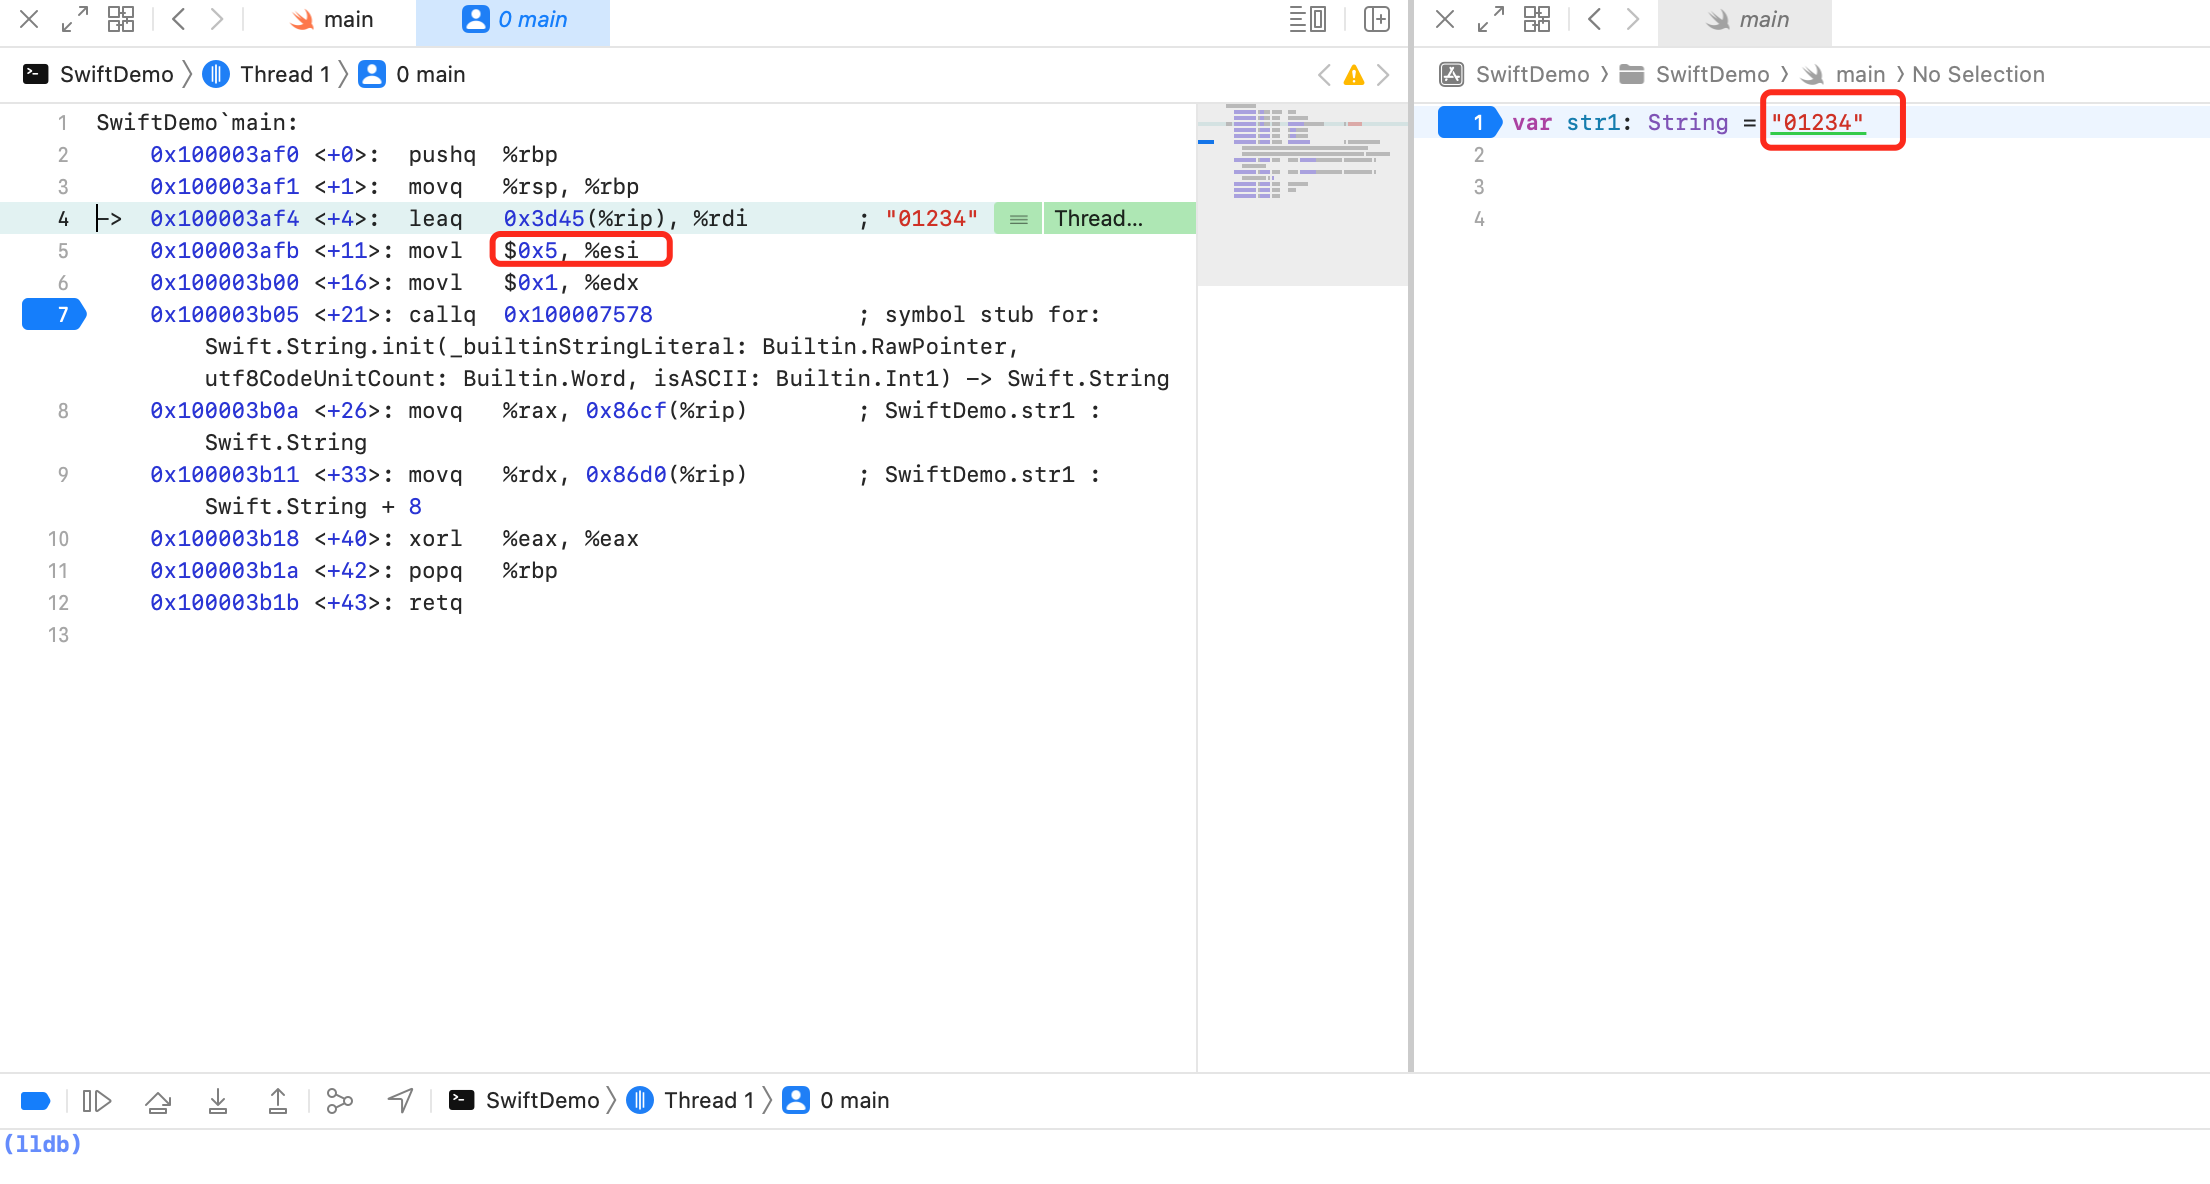 main
0 main
main
SwiftDemo 〉 Thread 1 〉 0 main
SwiftDemo 〉 SwiftDemo 〉 main 〉 No Selection
1 SwiftDemo`main:
2 0x100003af0 <+0>: pushq %rbp
3 0x100003af1 <+1>: movq %rsp, %rbp
4 -> 0x100003af4 <+4>: leaq 0x3d45(%rip), %rdi ; "01234" Thread...
5 0x100003afb <+11>: movl $0x5, %esi
6 0x100003b00 <+16>: movl $0x1, %edx
7 0x100003b05 <+21>: callq 0x100007578 ; symbol stub for:
Swift.String.init(_builtinStringLiteral: Builtin.RawPointer,
utf8CodeUnitCount: Builtin.Word, isASCII: Builtin.Int1) -> Swift.String
8 0x100003b0a <+26>: movq %rax, 0x86cf(%rip) ; SwiftDemo.str1 :
Swift.String
9 0x100003b11 <+33>: movq %rdx, 0x86d0(%rip) ; SwiftDemo.str1 :
Swift.String + 8
10 0x100003b18 <+40>: xorl %eax, %eax
11 0x100003b1a <+42>: popq %rbp
12 0x100003b1b <+43>: retq
13
1 var str1: String = "01234"
2
3
4
SwiftDemo 〉 Thread 1 〉 0 main
(lldb)